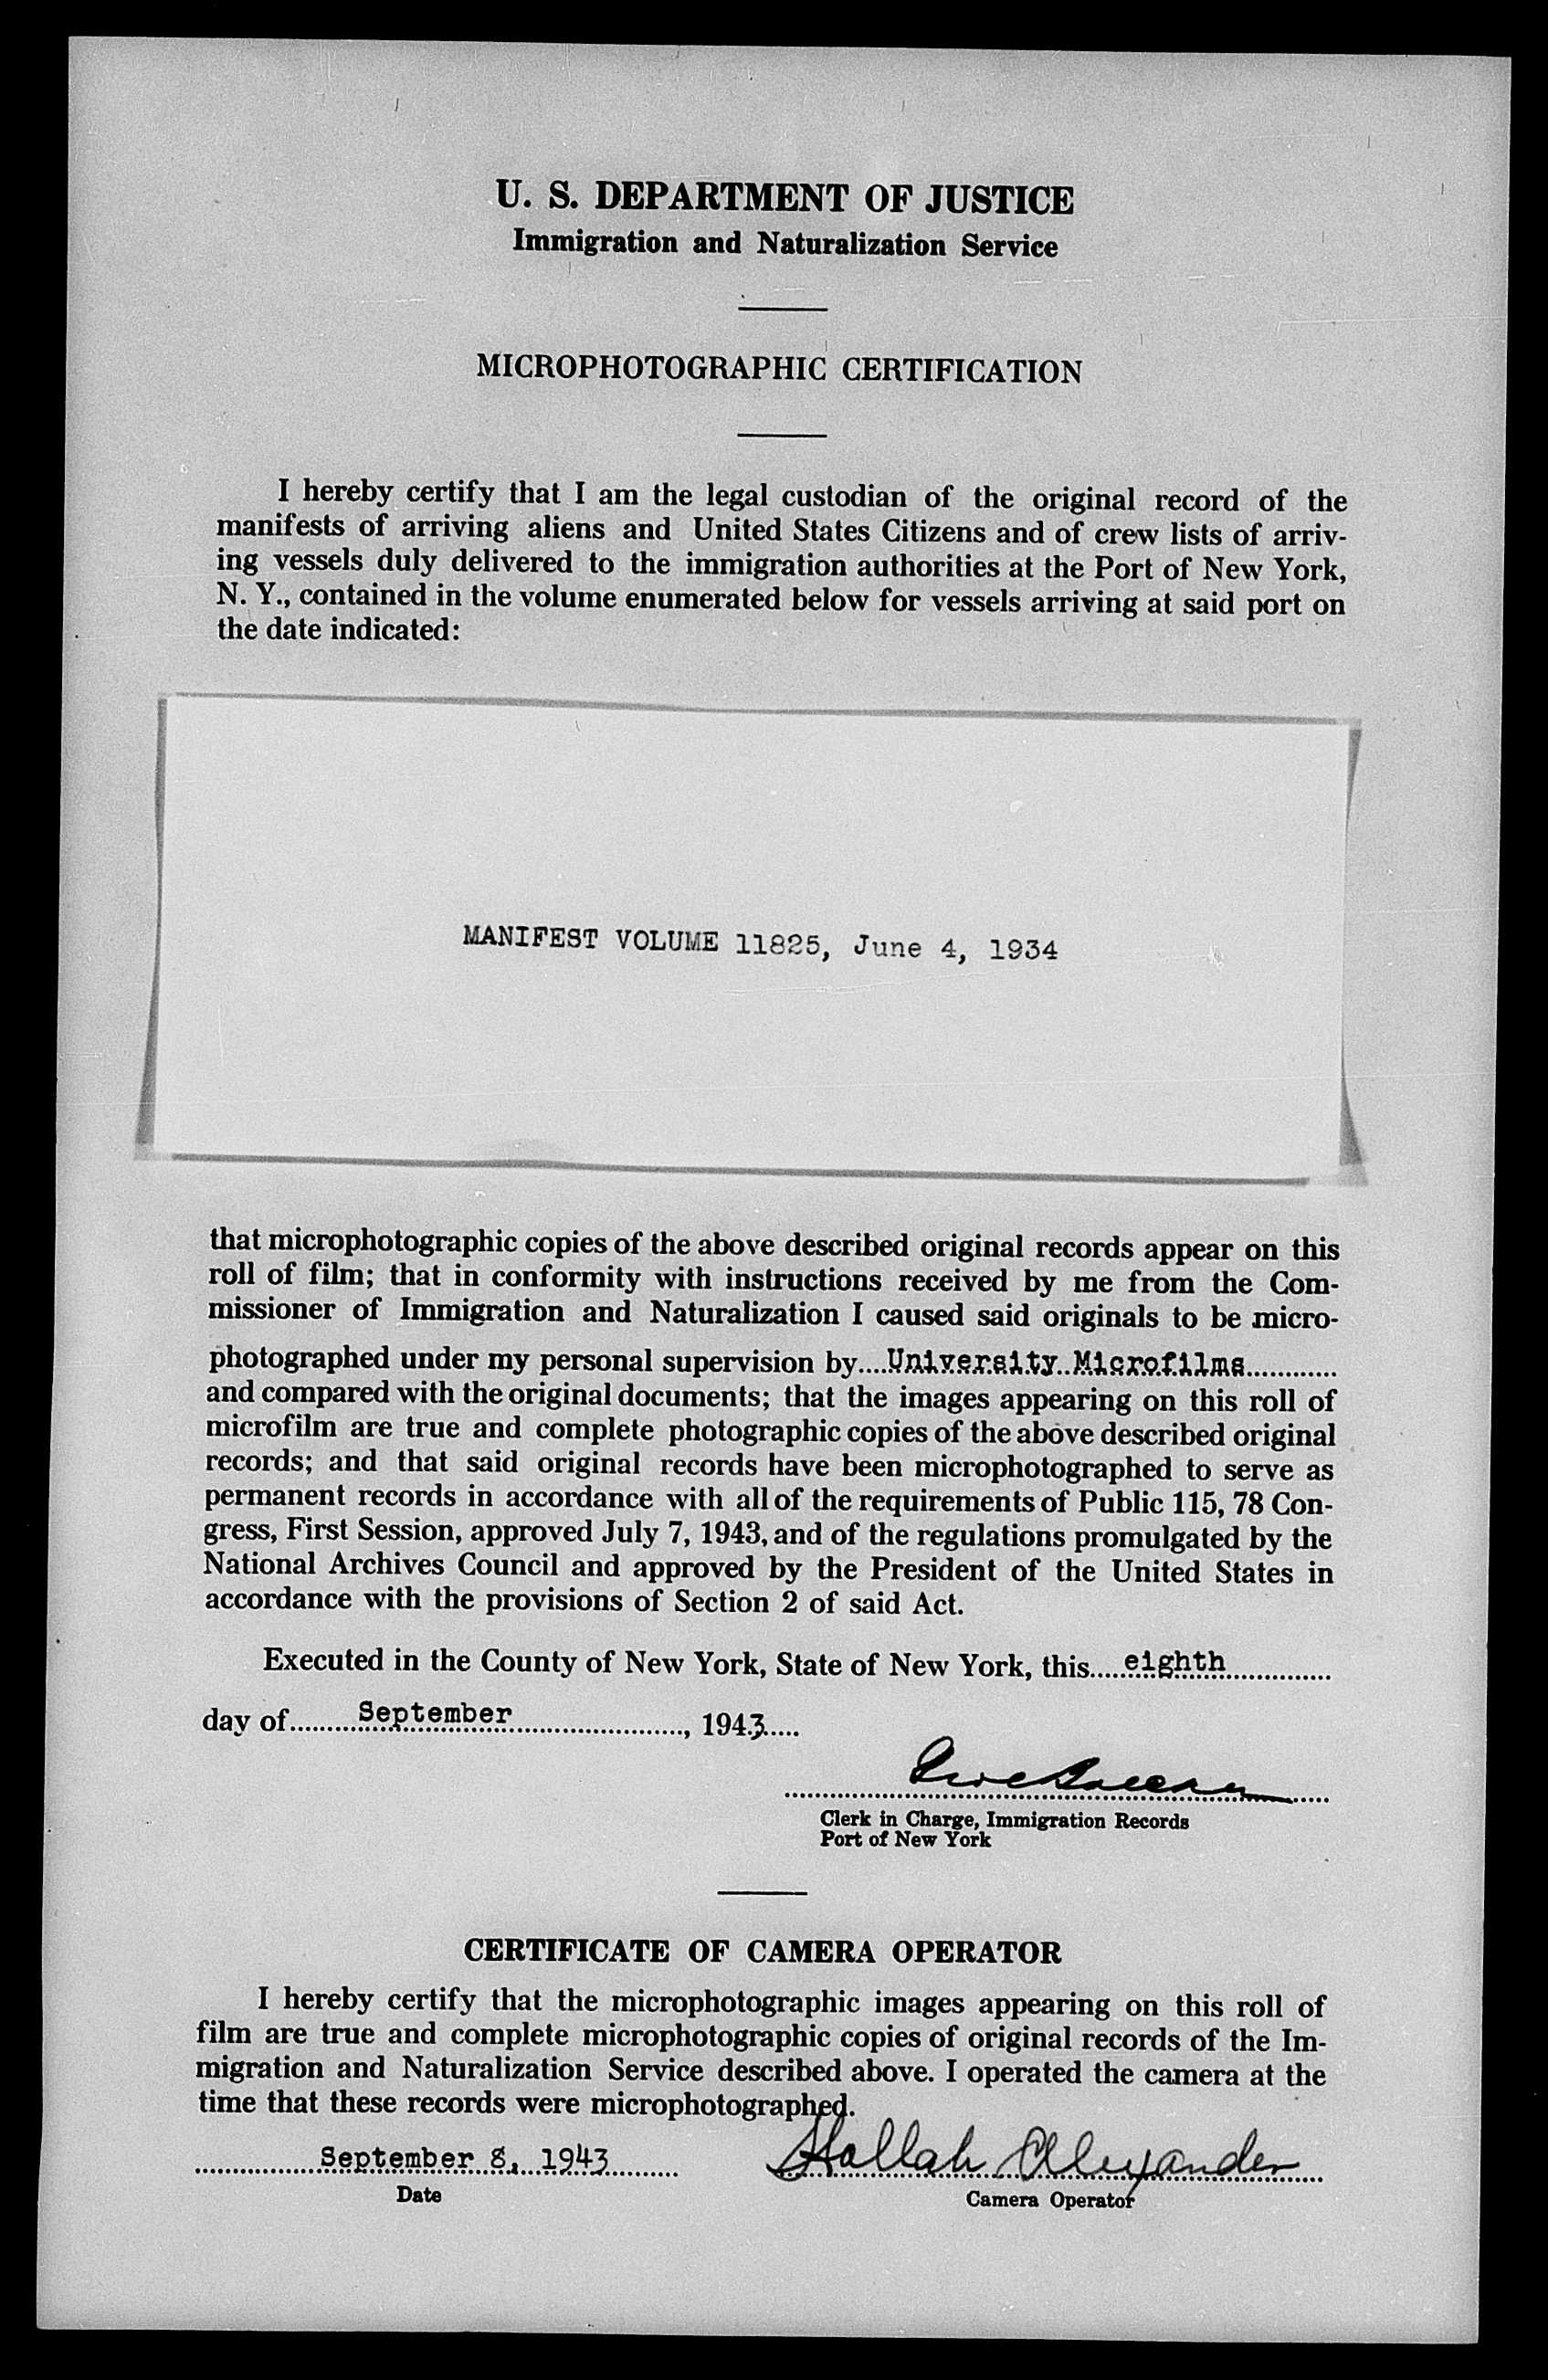 U. S. DEPARTMENT OF JUSTICE
Immigration and Naturalization Service
MICROPHOTOGRAPHIC CERTIFICATION
I hereby certify that I am the legal custodian of the original record of the
manifests of arriving aliens and United States Citizens and of crew lists of arriv-
ing vessels duly delivered to the immigration authorities at the Port of New York,
N. Y., contained in the volume enumerated below for vessels arriving at said port on
the date indicated:
MANIFEST VOLUME 11825, June 4, 1934
that microphotographic copies of the above described original records appear on this
roll of film; that in conformity with instructions received by me from the Com-
missioner of Immigration and Naturalization I caused said originals to be micro-
photographed under my personal supervision by....University Microfilms............
and compared with the original documents; that the images appearing on this roll of
microfilm are true and complete photographic copies of the above described original
records; and that said original records have been microphotographed to serve as
permanent records in accordance with all of the requirements of Public 115, 78 Con-
gress, First Session, approved July 7, 1943, and of the regulations promulgated by the
National Archives Council and approved by the President of the United States in
accordance with the provisions of Section 2 of said Act.
Executed in the County of New York, State of New York, this.....eighth..............
day of.........September......................., 1943.....
Clerk in Charge, Immigration Records
Port of New York
CERTIFICATE OF CAMERA OPERATOR
I hereby certify that the microphotographic images appearing on this roll of
film are true and complete microphotographic copies of original records of the Im-
migration and Naturalization Service described above. I operated the camera at the
time that these records were microphotographed.
September 8, 1943 Hallah Alexander
Date Camera Operator